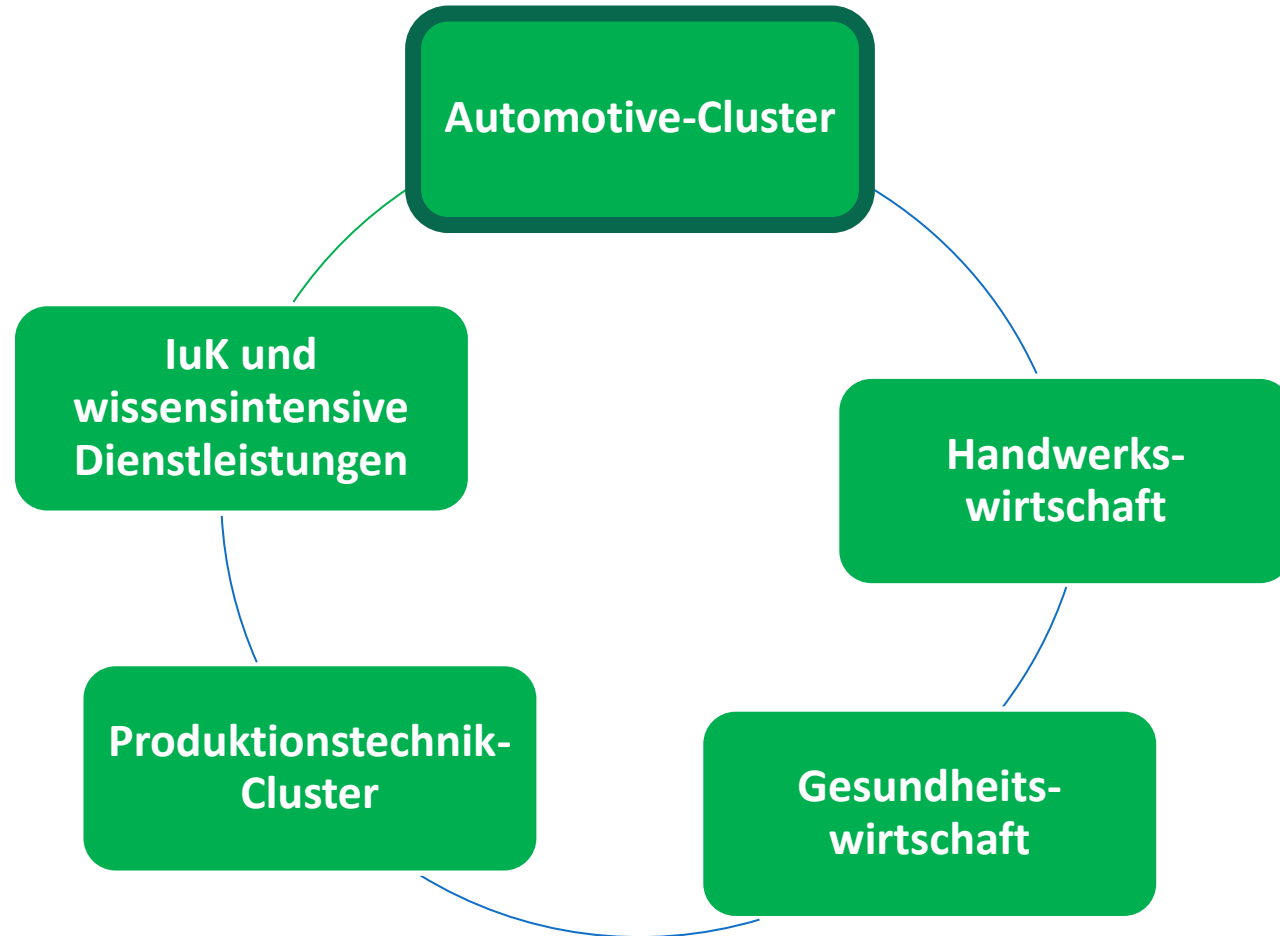 Automotive-Cluster
IuK und
wissensintensive
Dienstleistungen
Handwerks-
wirtschaft
Produktionstechnik-
Cluster
Gesundheits-
wirtschaft